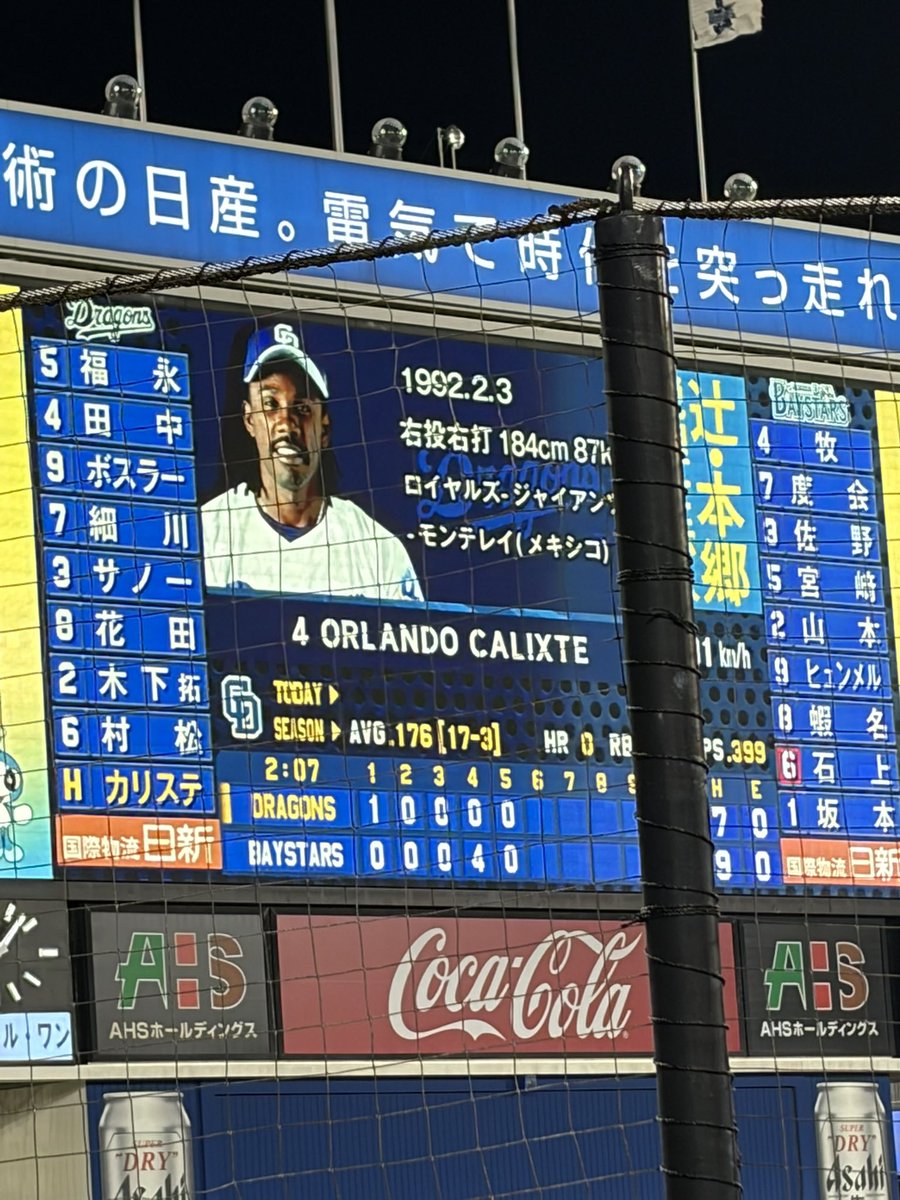 術の日産。電気で時 を突っ走れ
Dragons
5 福 永
4 田 中
9 ボスラー
7 細 川
3 サノー
8 花 田
2 木下拓
6 村 松
H カリステ
国際物流 日新
1992.2.3
右投右打 184cm 87k
ロイヤルズ-ジャイアンツ
-モンテレイ(メキシコ)
辻・本
郷
4 ORLANDO CALIXTE
TODAY
SEASON AVG .176 [17-3] HR 0 RB PS .399
1 km/h
2:07 1 2 3 4 5 6 7 8 9 H E
DRAGONS 1 0 0 0 0 7 0
BAYSTARS 0 0 0 4 0 9 0
BAYSTARS
4 牧
7 度 会
3 佐 野
5 宮 﨑
2 山 本
9 ヒュンメル
8 蝦 名
6 石 上
1 坂 本
国際物流 日新
ル・ワン
AHS
AHSホールディングス
Coca-Cola
AHS
AHSホールディングス
SUPER
"DRY"
Asahi
SUPER
"DRY"
Asahi